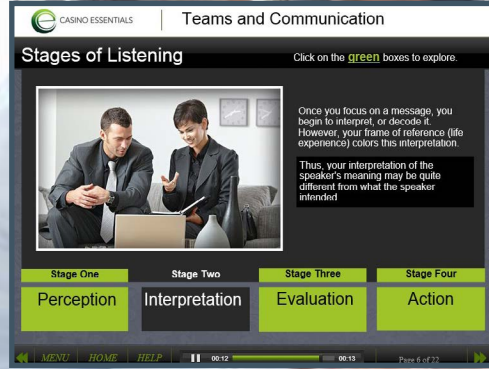 e CASINO ESSENTIALS
Teams and Communication
Stages of Listening
Click on the green boxes to explore.
Once you focus on a message, you
begin to interpret, or decode it.
However, your frame of reference (life
experience) colors this interpretation.
Thus, your interpretation of the
speaker's meaning may be quite
different from what the speaker
intended
Stage One
Stage Two
Stage Three
Stage Four
Perception
Interpretation
Evaluation
Action
MENU HOME HELP
00:12
00:13
Page 6 of 22